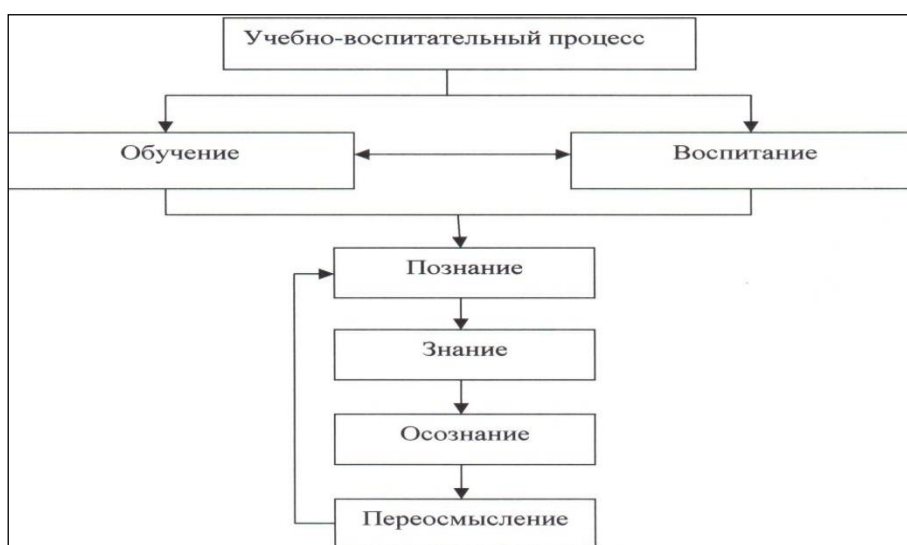 Учебно-воспитательный процесс
Обучение
Воспитание
Познание
Знание
Осознание
Переосмысление